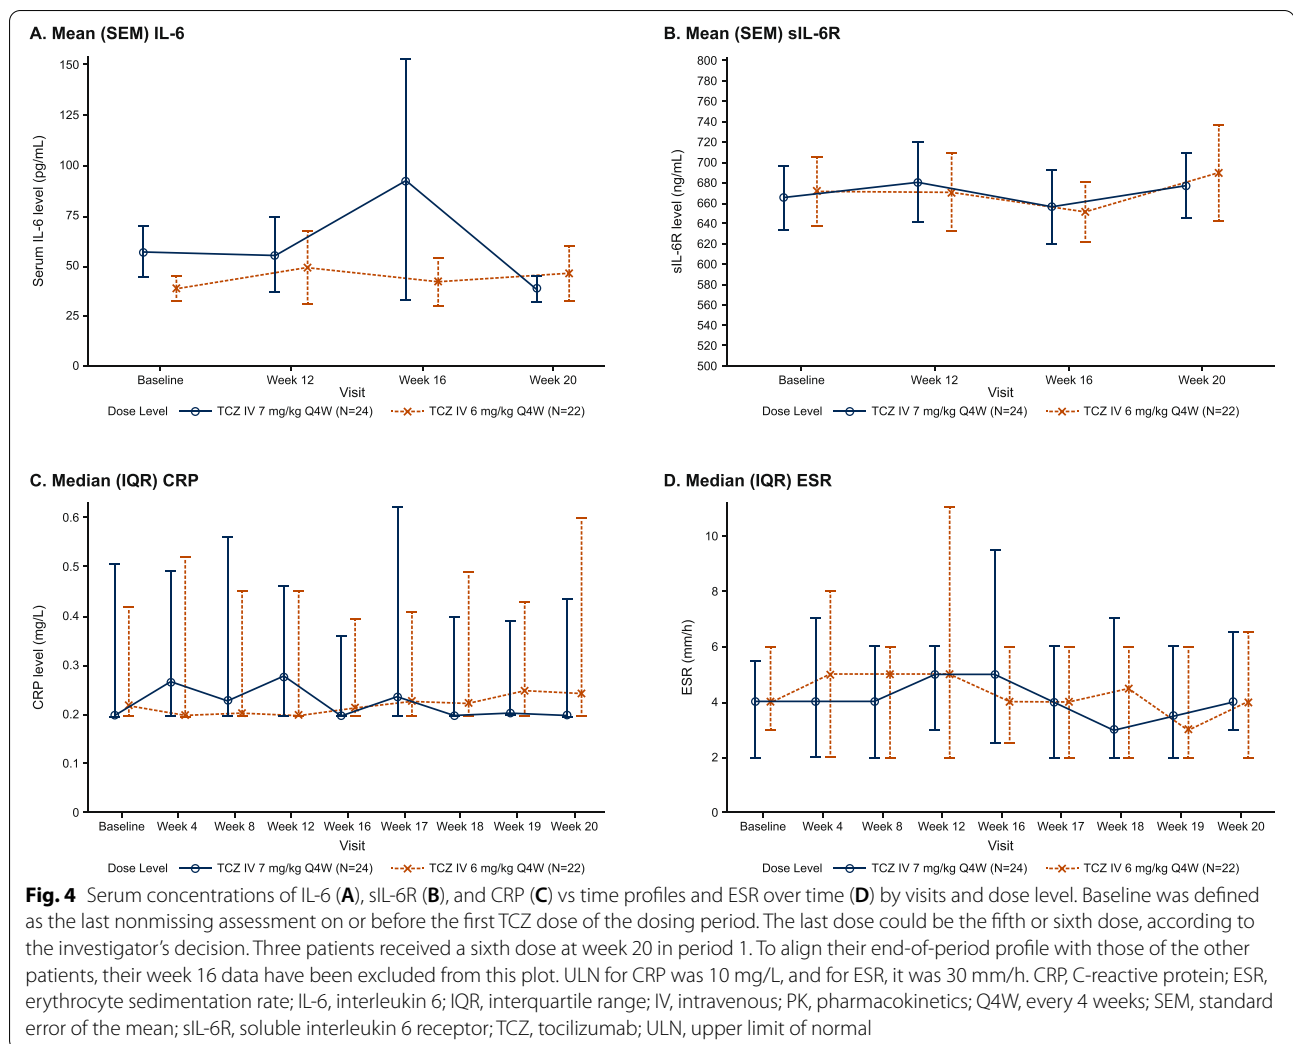 A. Mean (SEM) IL-6
150
125
100
75
50
25
0
Serum IL-6 level (pg/mL)
Baseline Week 12 Week 16 Week 20
Visit
Dose Level TCZ IV 7 mg/kg Q4W (N=24) TCZ IV 6 mg/kg Q4W (N=22)
B. Mean (SEM) sIL-6R
800
780
760
740
720
700
680
660
640
620
600
580
560
540
520
500
sIL-6R level (ng/mL)
Baseline Week 12 Week 16 Week 20
Visit
Dose Level TCZ IV 7 mg/kg Q4W (N=24) TCZ IV 6 mg/kg Q4W (N=22)
C. Median (IQR) CRP
0.6
0.5
0.4
0.3
0.2
0.1
0
CRP level (mg/L)
Baseline Week 4 Week 8 Week 12 Week 16 Week 17 Week 18 Week 19 Week 20
Visit
Dose Level TCZ IV 7 mg/kg Q4W (N=24) TCZ IV 6 mg/kg Q4W (N=22)
D. Median (IQR) ESR
10
8
6
4
2
0
ESR (mm/h)
Baseline Week 4 Week 8 Week 12 Week 16 Week 17 Week 18 Week 19 Week 20
Visit
Dose Level TCZ IV 7 mg/kg Q4W (N=24) TCZ IV 6 mg/kg Q4W (N=22)
Fig. 4 Serum concentrations of IL-6 (A), sIL-6R (B), and CRP (C) vs time profiles and ESR over time (D) by visits and dose level. Baseline was defined
as the last nonmissing assessment on or before the first TCZ dose of the dosing period. The last dose could be the fifth or sixth dose, according to
the investigator's decision. Three patients received a sixth dose at week 20 in period 1. To align their end-of-period profile with those of the other
patients, their week 16 data have been excluded from this plot. ULN for CRP was 10 mg/L, and for ESR, it was 30 mm/h. CRP, C-reactive protein; ESR,
erythrocyte sedimentation rate; IL-6, interleukin 6; IQR, interquartile range; IV, intravenous; PK, pharmacokinetics; Q4W, every 4 weeks; SEM, standard
error of the mean; sIL-6R, soluble interleukin 6 receptor; TCZ, tocilizumab; ULN, upper limit of normal